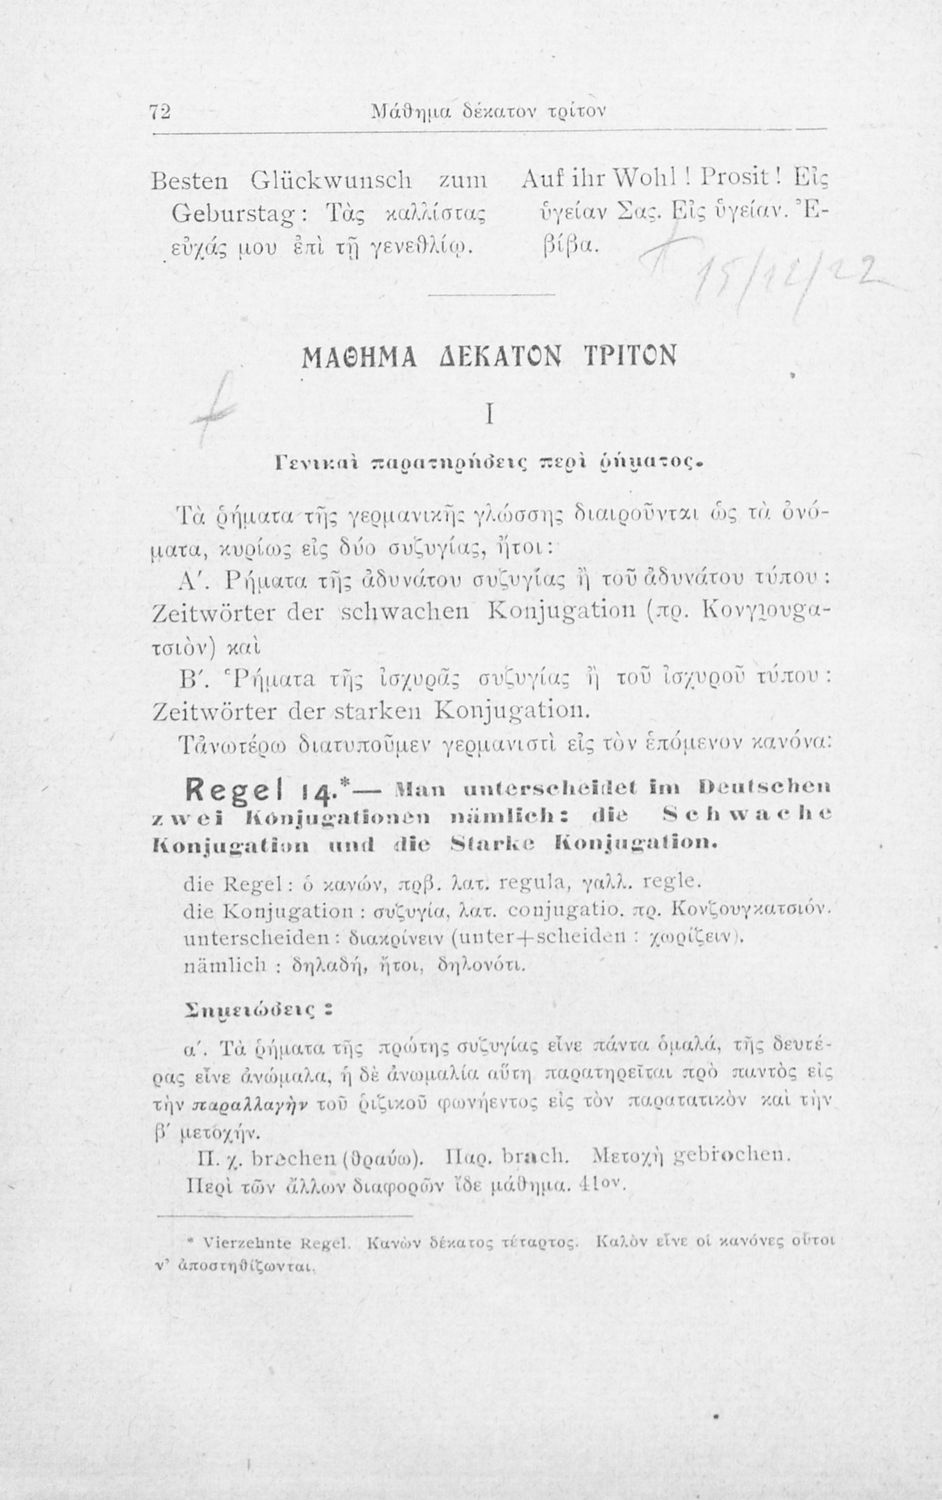 72 Μάθημα δέκατον τρίτον
Besten Glückwunsch zum
Geburstag : Τὰς καλλίστας
εὐχάς μου ἐπὶ τῇ γενεθλίῳ.
Auf ihr Wohl ! Prosit ! Εἰς
ὑγείαν Σας. Εἰς ὑγείαν. Ἐ-
βίβα.
15/12/22
ΜΑΘΗΜΑ ΔΕΚΑΤΟΝ ΤΡΙΤΟΝ
I
Γενικαὶ παρατηρήσεις περὶ ῥήματος.
Τὰ ῥήματα τῆς γερμανικῆς γλώσσης διαιροῦνται ὡς τὰ ὀνό-
ματα, κυρίως εἰς δύο συζυγίας, ἤτοι :
Α΄. Ρήματα τῆς ἀδυνάτου συζυγίας ἢ τοῦ ἀδυνάτου τύπου :
Zeitwörter der schwachen Konjugation (πρ. Κονγιουgα-
τσιὸν) καὶ
Β΄. Ῥήματα τῆς ἰσχυρᾶς συζυγίας ἢ τοῦ ἰσχυροῦ τύπου :
Zeitwörter der starken Konjugation.
Τἀνωτέρω διατυποῦμεν γερμανιστὶ εἰς τὸν ἑπόμενον κανόνα:
Regel 14.*— Man unterscheidet im Deutschen
zwei Konjugationen nämlich : die Schwache
Konjugation und die Starke Konjugation.
die Regel : ὁ κανών, πρβ. λατ. regula, γαλλ. regle.
die Konjugation : συζυγία, λατ. conjugatio. πρ. Κονζουγκατσιόν.
unterscheiden : διακρίνειν (unter+scheiden : χωρίζειν).
nämlich : δηλαδή, ἤτοι, δηλονότι.
Σημειώσεις :
α΄. Τὰ ῥήματα τῆς πρώτης συζυγίας εἶνε πάντα ὁμαλά, τῆς δευτέ-
ρας εἶνε ἀνώμαλα, ἡ δὲ ἀνωμαλία αὕτη παρατηρεῖται πρὸ παντὸς εἰς
τὴν παραλλαγὴν τοῦ ῥιζικοῦ φωνήεντος εἰς τὸν παρατατικὸν καὶ τὴν
β΄ μετοχήν.
Π. χ. brechen (θραύω). Παρ. brach. Μετοχὴ gebrochen.
Περὶ τῶν ἄλλων διαφορῶν ἴδε μάθημα. 41ον.
* Vierzehnte Regel. Κανὼν δέκατος τέταρτος. Καλὸν εἶνε οἱ κανόνες οὗτοι
ν' ἀποστηθίζωνται.